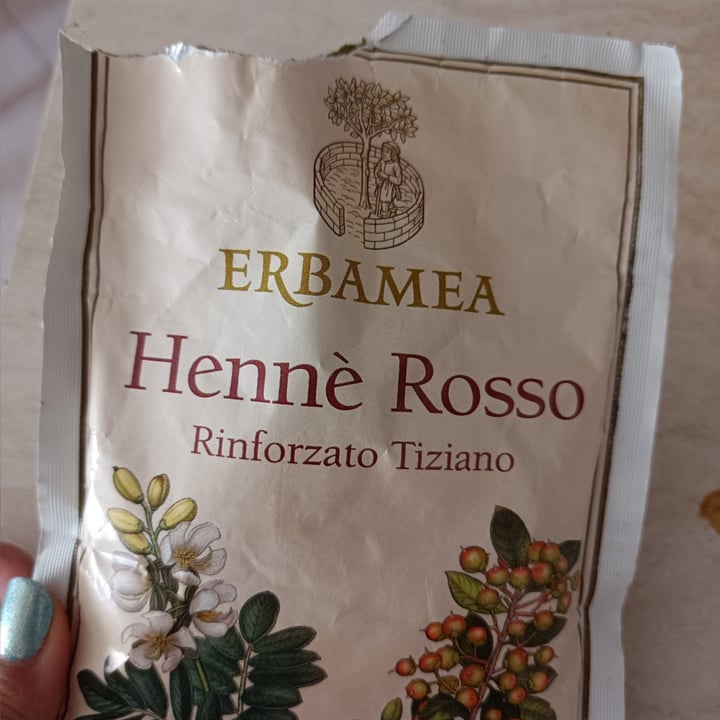 ERBAMEA
Hennè Rosso
Rinforzato Tiziano